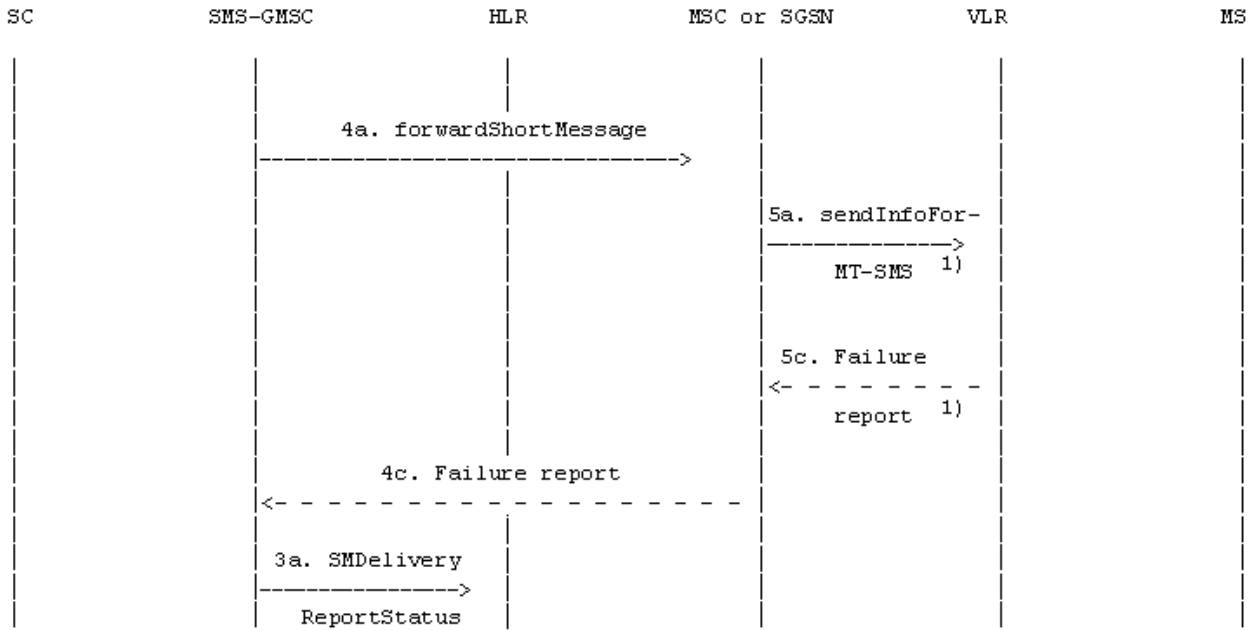 SC SMS-GMSC HLR MSC or SGSN VLR MS
4a. forwardShortMessage
5a. sendInfoFor-
MT-SMS 1)
5c. Failure
report 1)
4c. Failure report
3a. SMDelivery
ReportStatus